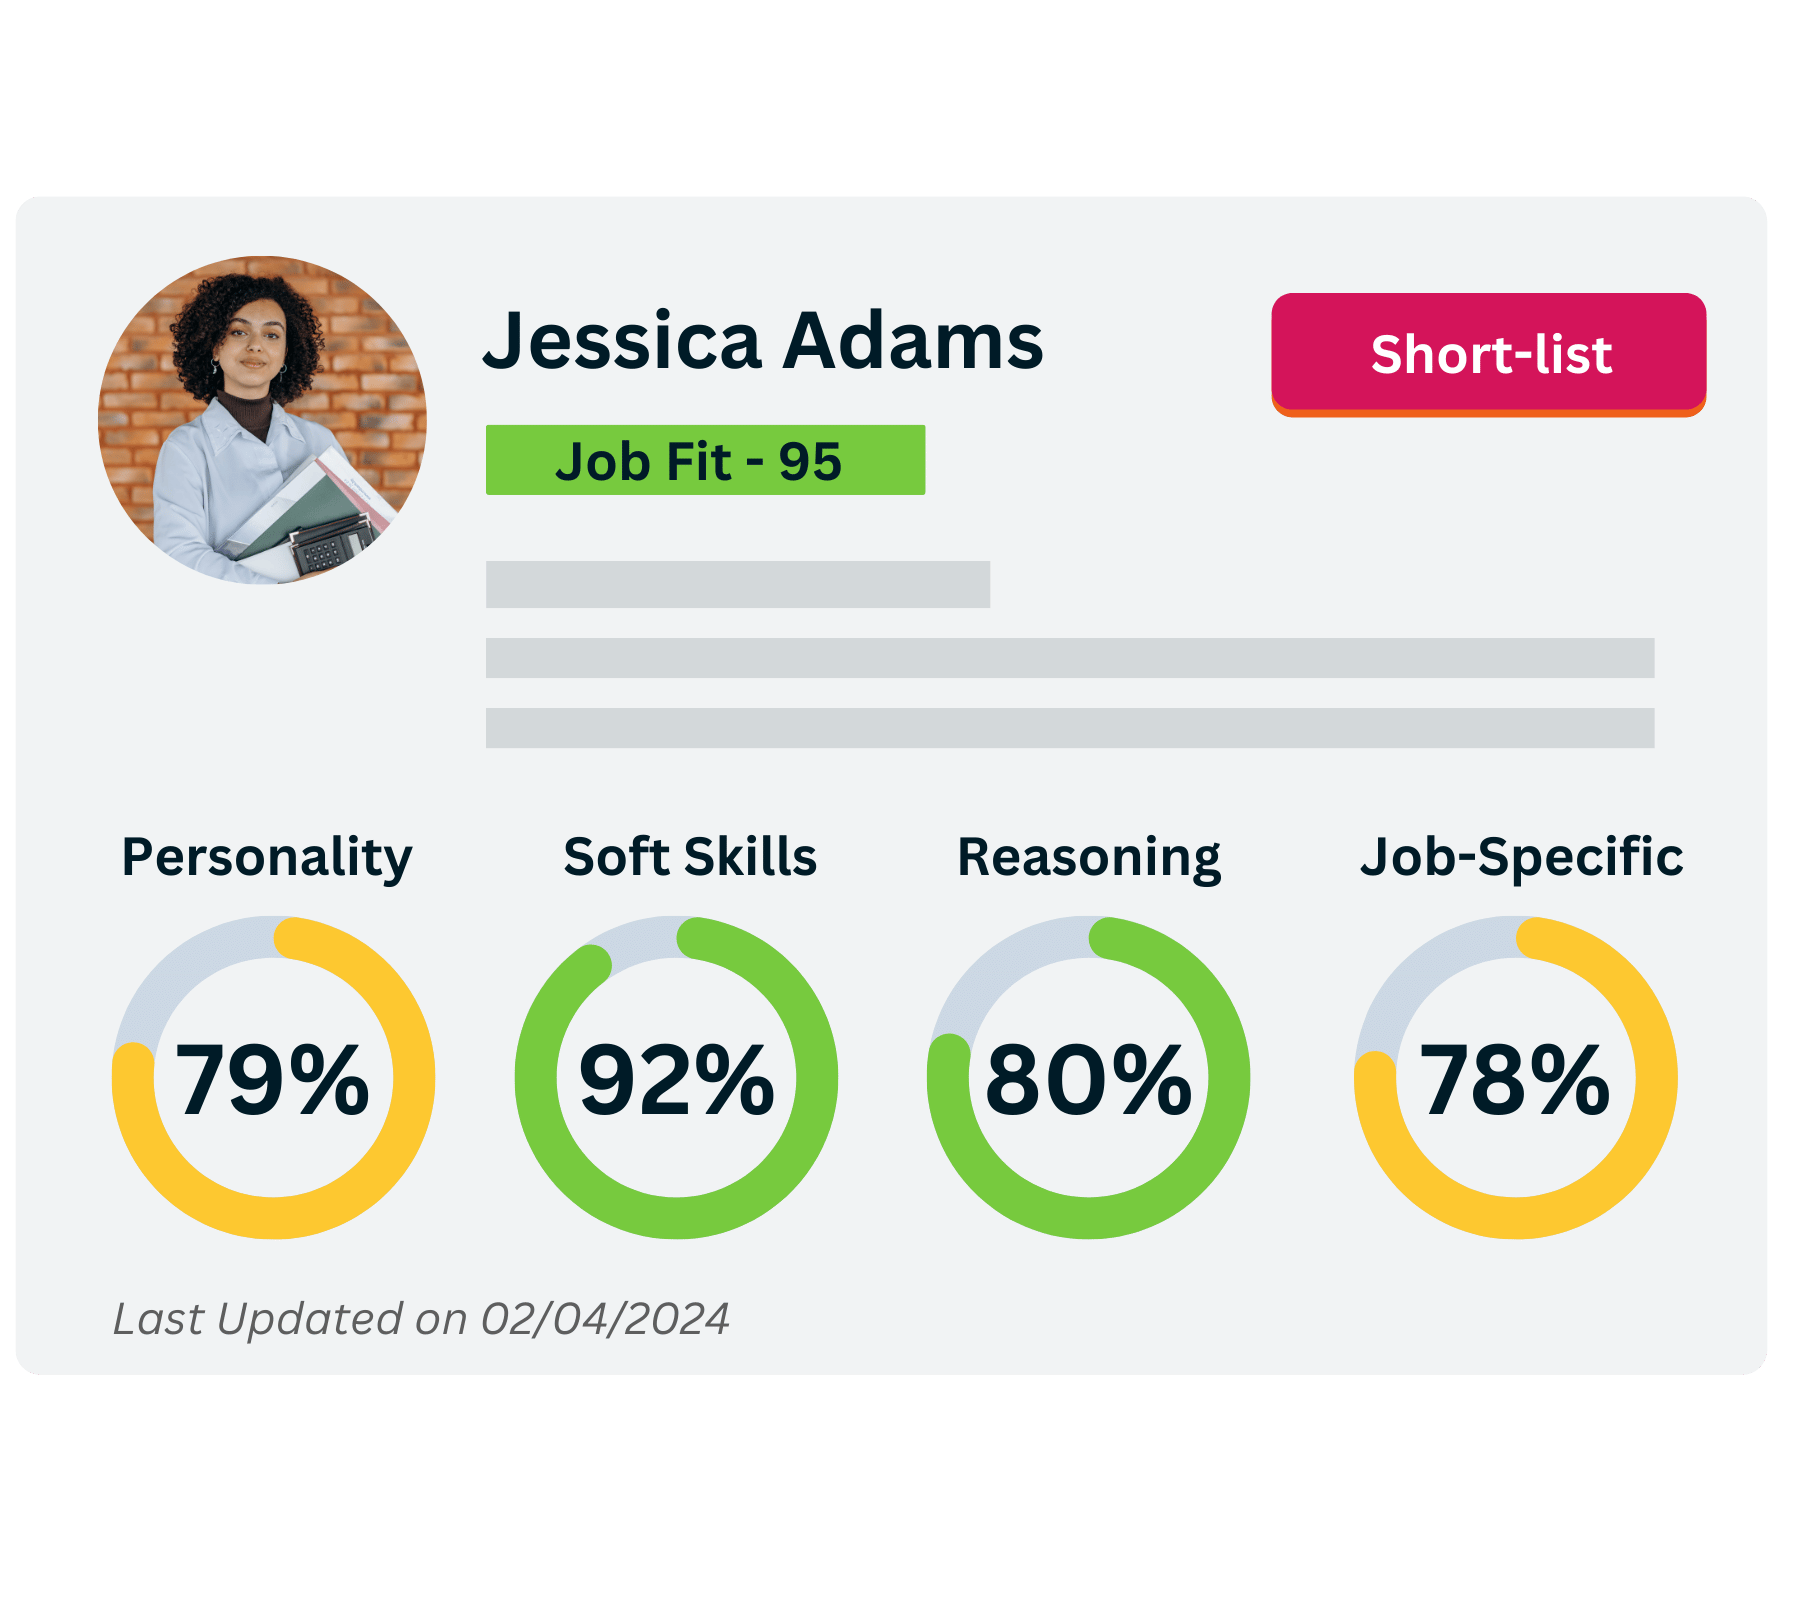 Jessica Adams
Short-list
Job Fit - 95
Personality
Soft Skills
Reasoning
Job-Specific
79%
92%
80%
78%
Last Updated on 02/04/2024